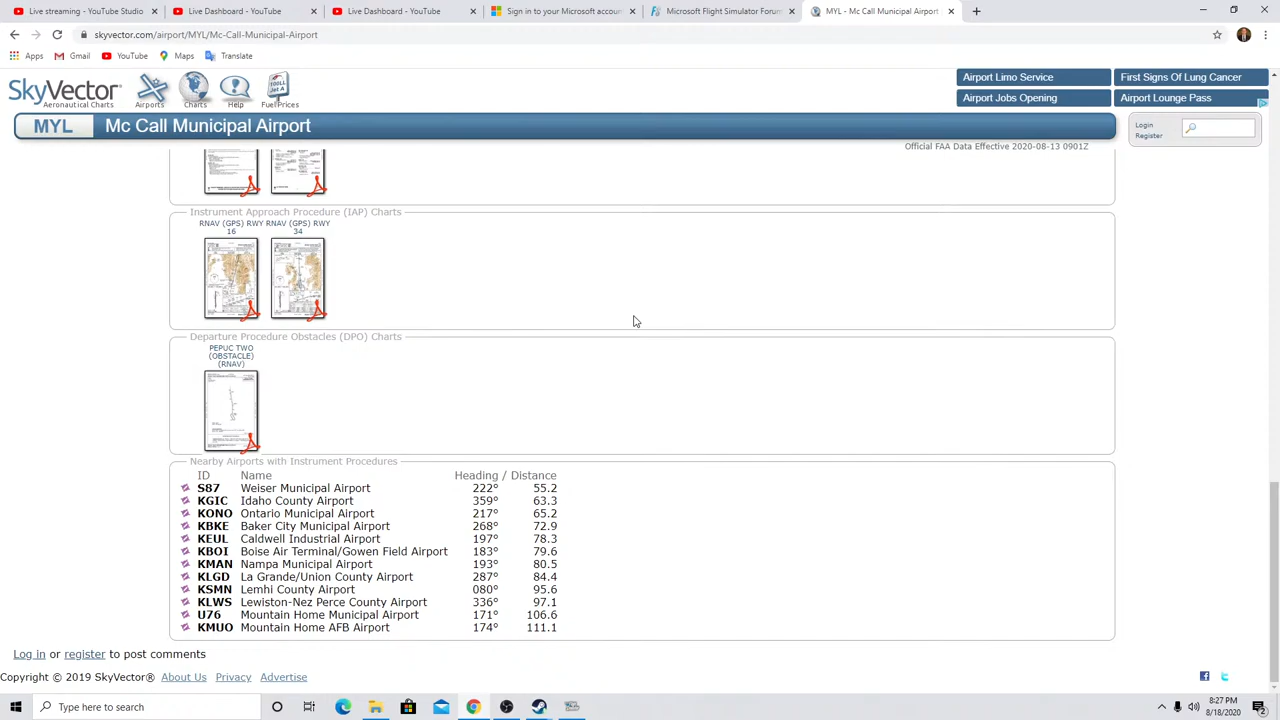 Live streaming - YouTube Studio
Live Dashboard - YouTube
Live Dashboard - YouTube
Sign in to your Microsoft accoun
Microsoft Flight Simulator Forum
MYL - Mc Call Municipal Airport
skyvector.com/airport/MYL/Mc-Call-Municipal-Airport
Apps
Gmail
YouTube
Maps
Translate
SkyVector
Aeronautical Charts
Airports
Charts
Help
100LL
Jet A
FuelPrices
Airport Limo Service
First Signs Of Lung Cancer
Airport Jobs Opening
Airport Lounge Pass
MYL
Mc Call Municipal Airport
Login
Register
Official FAA Data Effective 2020-08-13 0901Z
Instrument Approach Procedure (IAP) Charts
RNAV (GPS) RWY
16
RNAV (GPS) RWY
34
Departure Procedure Obstacles (DPO) Charts
PEPUC TWO
(OBSTACLE)
(RNAV)
Nearby Airports with Instrument Procedures
ID Name Heading / Distance
S87 Weiser Municipal Airport 222° 55.2
KGIC Idaho County Airport 359° 63.3
KONO Ontario Municipal Airport 217° 65.2
KBKE Baker City Municipal Airport 268° 72.9
KEUL Caldwell Industrial Airport 197° 78.3
KBOI Boise Air Terminal/Gowen Field Airport 183° 79.6
KMAN Nampa Municipal Airport 193° 80.5
KLGD La Grande/Union County Airport 287° 84.4
KSMN Lemhi County Airport 080° 95.6
KLWS Lewiston-Nez Perce County Airport 336° 97.1
U76 Mountain Home Municipal Airport 171° 106.6
KMUO Mountain Home AFB Airport 174° 111.1
Log in or register to post comments
Copyright © 2019 SkyVector® About Us Privacy Advertise
Type here to search
8:27 PM
8/18/2020
2